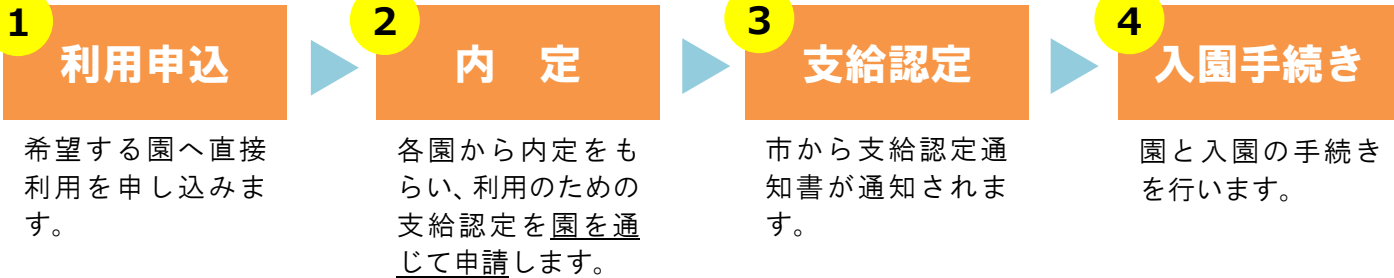 1
利用申込
希望する園へ直接
利用を申し込みま
す。
2
内　定
各園から内定をも
らい、利用のための
支給認定を園を通
じて申請します。
3
支給認定
市から支給認定通
知書が通知されま
す。
4
入園手続き
園と入園の手続き
を行います。